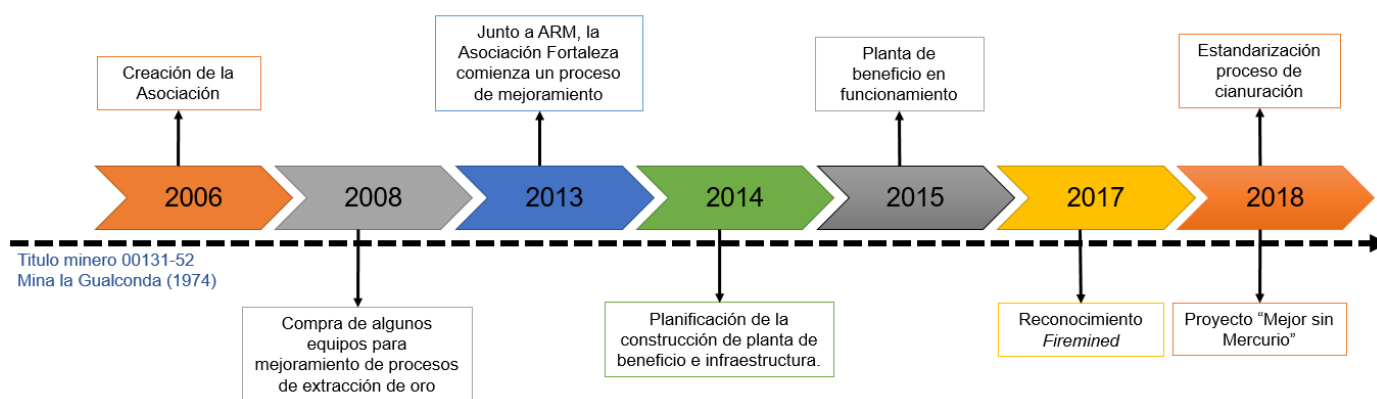 Creación de la
Asociación
Junto a ARM, la
Asociación Fortaleza
comienza un proceso
de mejoramiento
Planta de
beneficio en
funcionamiento
Estandarización
proceso de
cianuración
2006
2008
2013
2014
2015
2017
2018
Titulo minero 00131-52
Mina la Gualconda (1974)
Compra de algunos
equipos para
mejoramiento de procesos
de extracción de oro
Planificación de la
construcción de planta de
beneficio e infraestructura.
Reconocimiento
Firemined
Proyecto “Mejor sin
Mercurio”